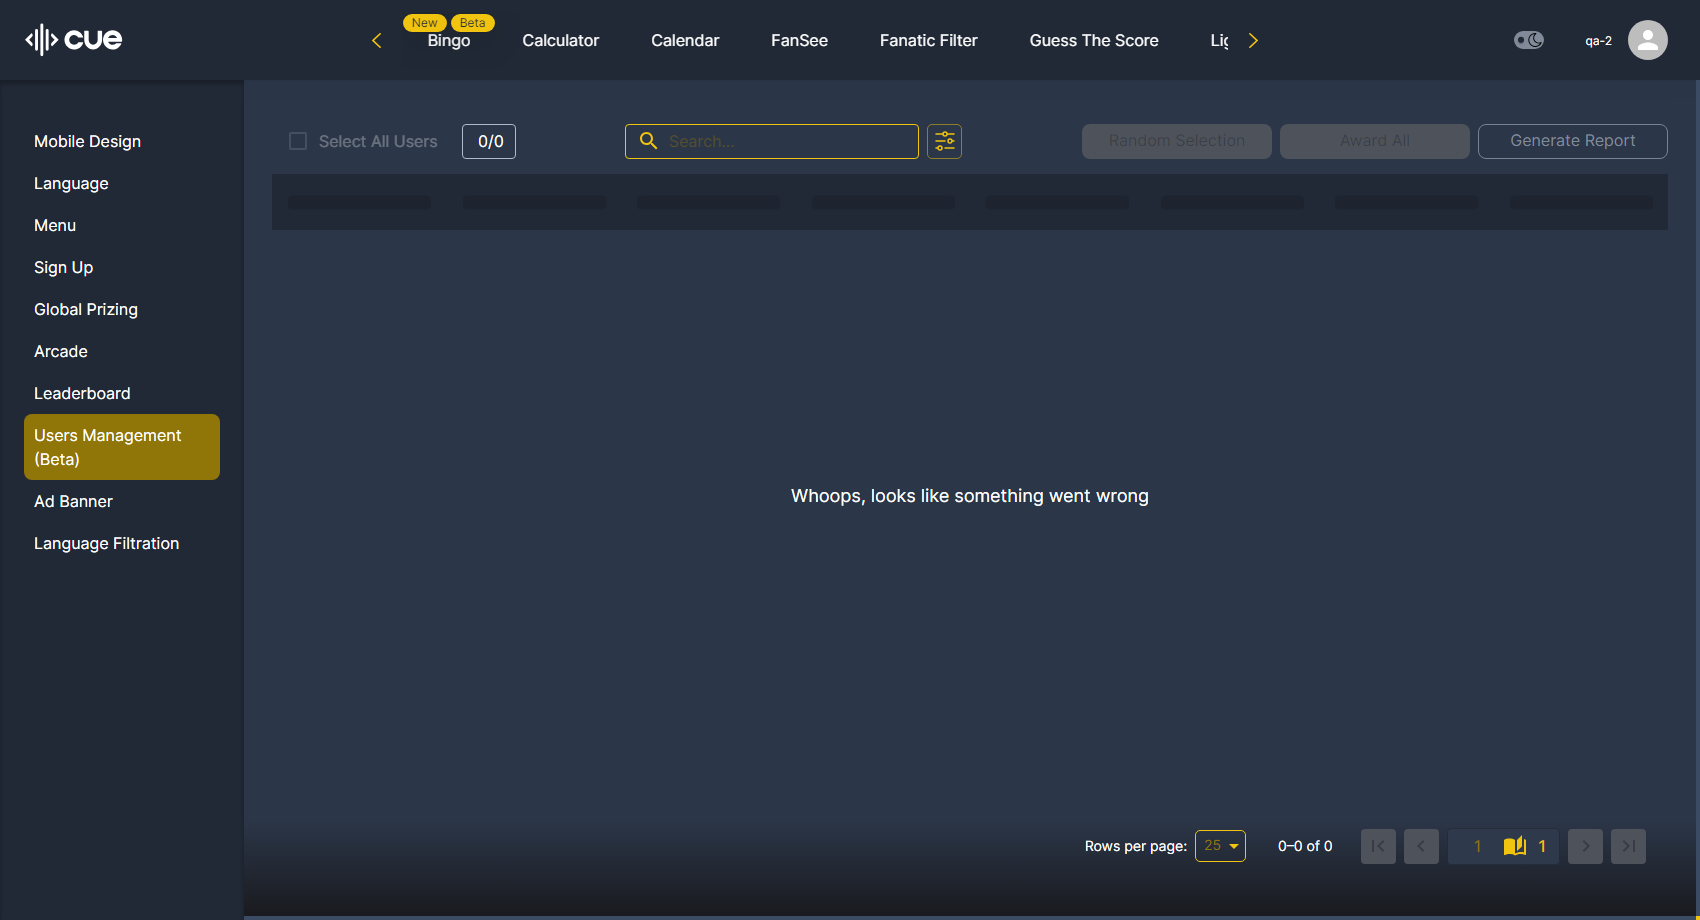 cue
New Beta
Bingo Calculator Calendar FanSee Fanatic Filter Guess The Score Lig
qa-2
Mobile Design
Language
Menu
Sign Up
Global Prizing
Arcade
Leaderboard
Users Management
(Beta)
Ad Banner
Language Filtration
Select All Users 0/0 Search... Random Selection Award All Generate Report
Whoops, looks like something went wrong
Rows per page: 25 0–0 of 0 1 1